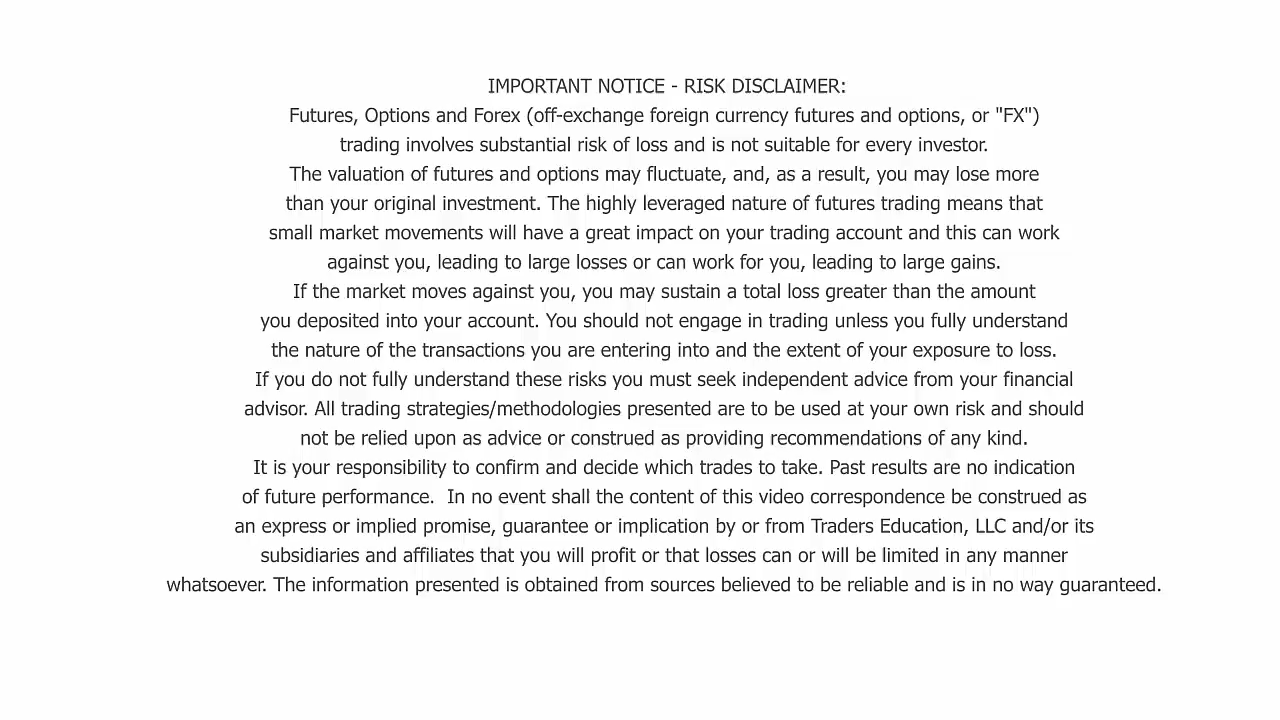 IMPORTANT NOTICE - RISK DISCLAIMER:
Futures, Options and Forex (off-exchange foreign currency futures and options, or "FX")
trading involves substantial risk of loss and is not suitable for every investor.
The valuation of futures and options may fluctuate, and, as a result, you may lose more
than your original investment. The highly leveraged nature of futures trading means that
small market movements will have a great impact on your trading account and this can work
against you, leading to large losses or can work for you, leading to large gains.
If the market moves against you, you may sustain a total loss greater than the amount
you deposited into your account. You should not engage in trading unless you fully understand
the nature of the transactions you are entering into and the extent of your exposure to loss.
If you do not fully understand these risks you must seek independent advice from your financial
advisor. All trading strategies/methodologies presented are to be used at your own risk and should
not be relied upon as advice or construed as providing recommendations of any kind.
It is your responsibility to confirm and decide which trades to take. Past results are no indication
of future performance.  In no event shall the content of this video correspondence be construed as
an express or implied promise, guarantee or implication by or from Traders Education, LLC and/or its
subsidiaries and affiliates that you will profit or that losses can or will be limited in any manner
whatsoever. The information presented is obtained from sources believed to be reliable and is in no way guaranteed.